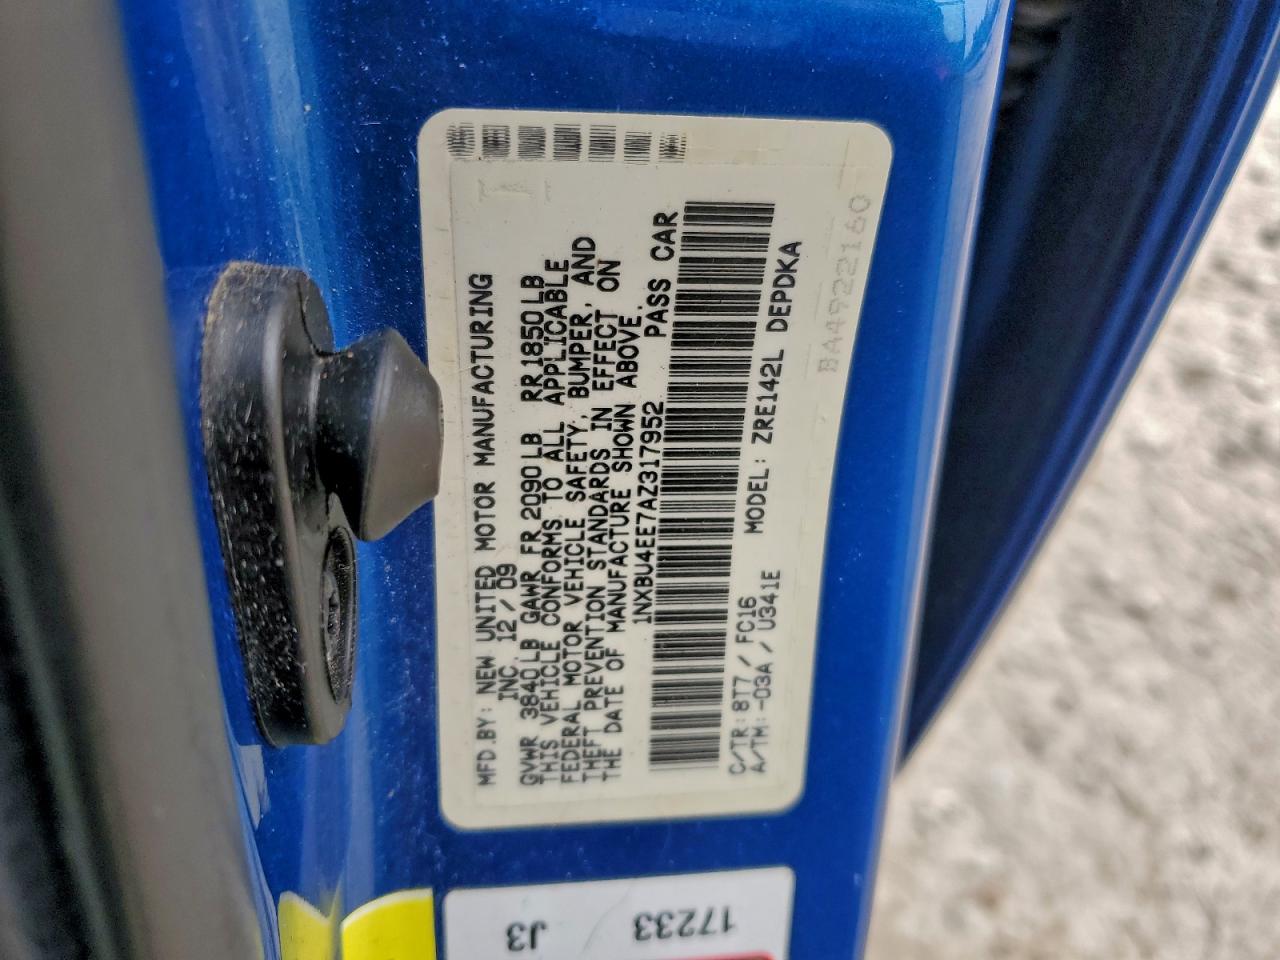 MFD.BY: NEW UNITED MOTOR MANUFACTURING
INC. 12/09
GVWR 3840LB GAWR FR 2090LB RR 1850LB
THIS VEHICLE CONFORMS TO ALL APPLICABLE
FEDERAL MOTOR VEHICLE SAFETY, BUMPER, AND
THEFT PREVENTION STANDARDS IN EFFECT ON
THE DATE OF MANUFACTURE SHOWN ABOVE.
1NXBU4EE7AZ317952 PASS CAR
C/TR: 8T7 / FC16 MODEL: ZRE142L DEPDKA
A/TM: -03A / U341E
BA4922160
J3
17233